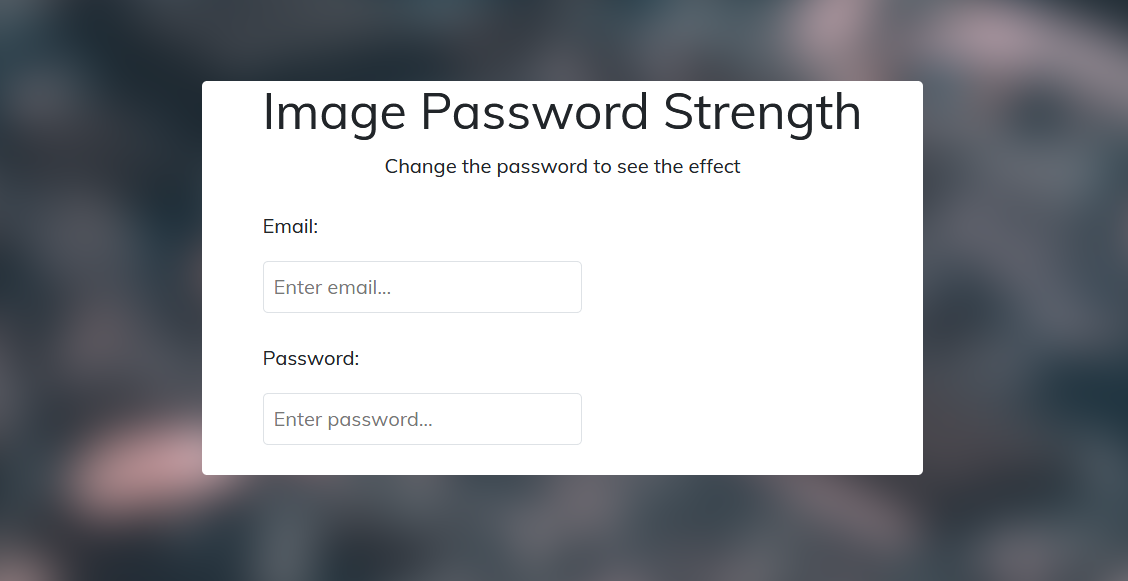 Image Password Strength
Change the password to see the effect
Email:
Enter email...
Password:
Enter password...